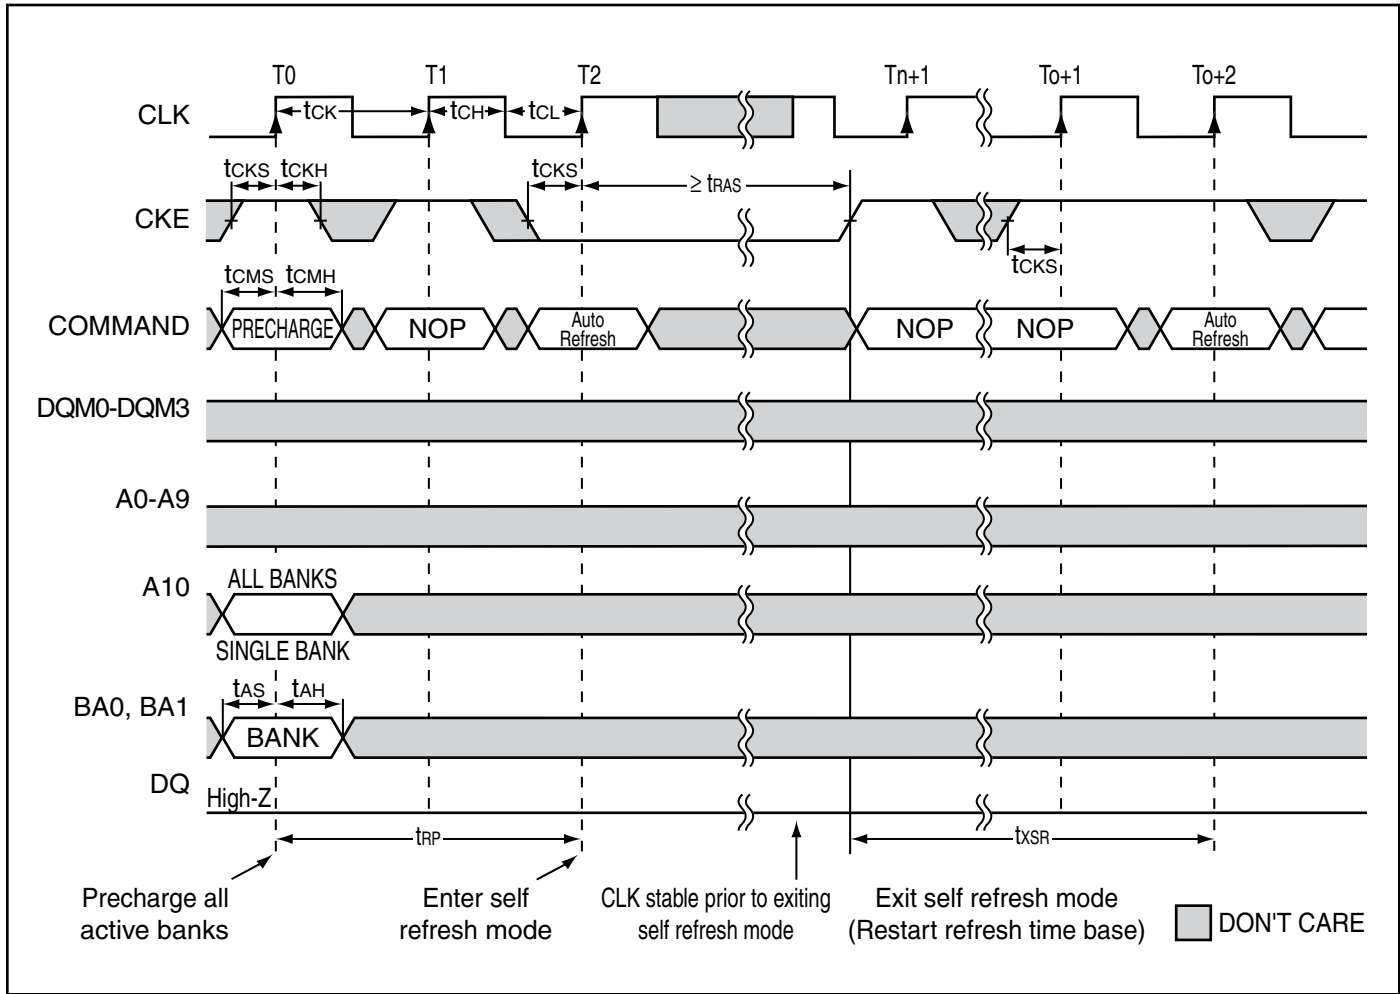 T0 T1 T2 Tn+1 To+1 To+2
CLK tCK tCH tCL
tCKS tCKH tCKS ≥ tRAS
CKE
tCKS
tCMS tCMH
COMMAND PRECHARGE NOP Auto Refresh NOP NOP Auto Refresh
DQM0-DQM3
A0-A9
A10 ALL BANKS
SINGLE BANK
tAS tAH
BA0, BA1 BANK
DQ High-Z
tRP tXSR
Precharge all
active banks
Enter self
refresh mode
CLK stable prior to exiting
self refresh mode
Exit self refresh mode
(Restart refresh time base)
DON'T CARE